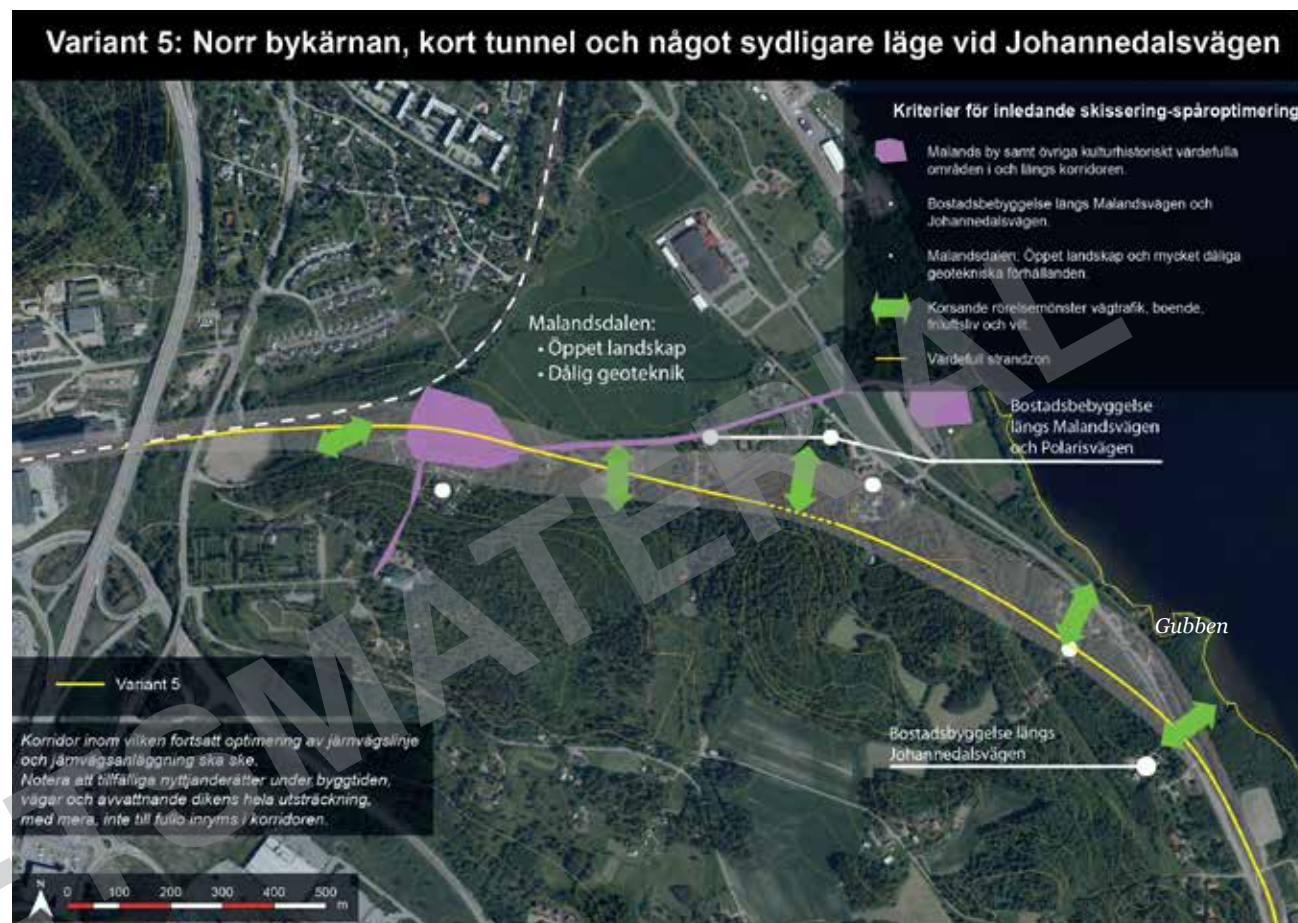 Variant 5: Norr bykärnan, kort tunnel och något sydligare läge vid Johannedalsvägen
Kriterier för inledande skissering-spåroptimering
Malands by samt övriga kulturhistoriskt värdefulla
områden i och längs korridoren.
Bostadsbebyggelse längs Malandsvägen och
Johannedalsvägen.
Malandsdalen: Öppet landskap och mycket dåliga
geotekniska förhållanden.
Korsande rörelsemönster vägtrafik, boende,
friluftsliv och vilt.
Värdefull strandzon
Malandsdalen:
• Öppet landskap
• Dålig geoteknik
Bostadsbebyggelse
längs Malandsvägen
och Polarisvägen
Gubben
Bostadsbyggelse längs
Johannedalsvägen
Variant 5
Korridor inom vilken fortsatt optimering av järnvägslinje
och järnvägsanläggning ska ske.
Notera att tillfälliga nyttjanderätter under byggtiden,
vägar och avvattnande dikens hela utsträckning,
med mera, inte till fullo inryms i korridoren.
N
0 100 200 300 400 500
m
TSMATERIAL